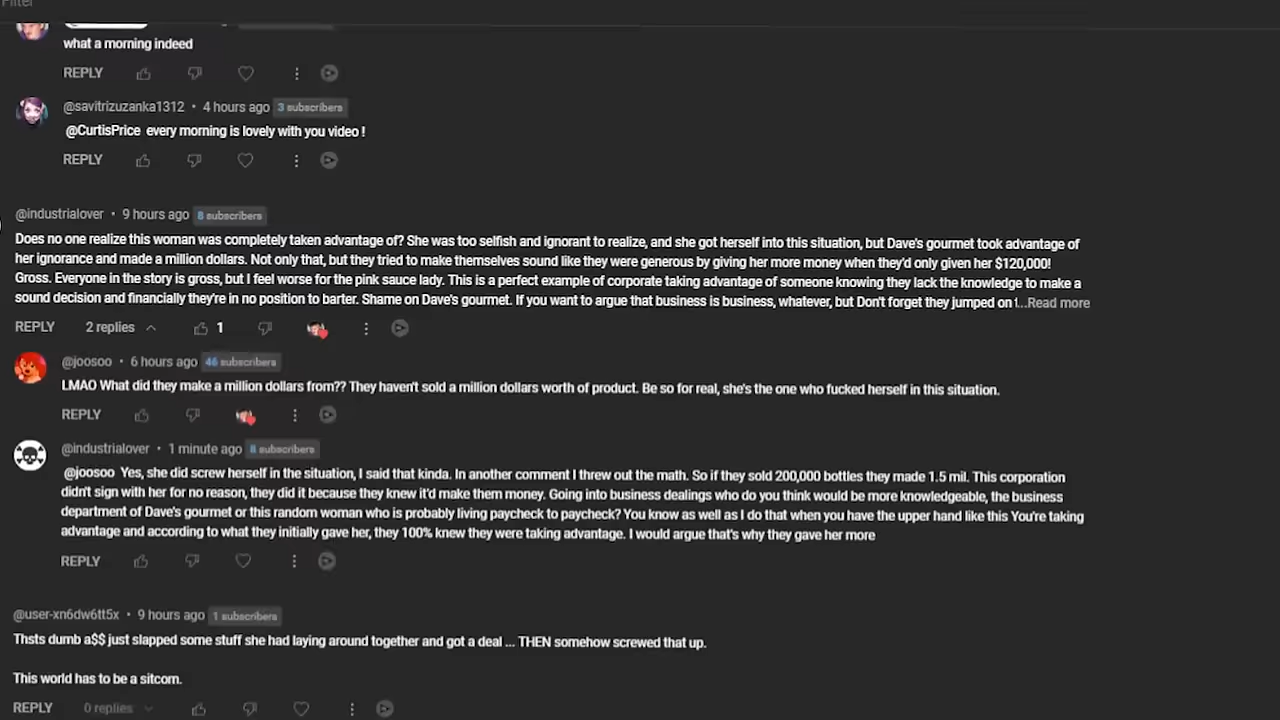 Filter
what a morning indeed
REPLY
@savitrizuzanka1312 • 4 hours ago 3 subscribers
@CurtisPrice every morning is lovely with you video !
REPLY
@industrialover • 9 hours ago 8 subscribers
Does no one realize this woman was completely taken advantage of? She was too selfish and ignorant to realize, and she got herself into this situation, but Dave's gourmet took advantage of
her ignorance and made a million dollars. Not only that, but they tried to make themselves sound like they were generous by giving her more money when they'd only given her $120,000!
Gross. Everyone in the story is gross, but I feel worse for the pink sauce lady. This is a perfect example of corporate taking advantage of someone knowing they lack the knowledge to make a
sound decision and financially they're in no position to barter. Shame on Dave's gourmet. If you want to argue that business is business, whatever, but Don't forget they jumped on t...Read more
REPLY 2 replies 1
@joosoo • 6 hours ago 46 subscribers
LMAO What did they make a million dollars from?? They haven't sold a million dollars worth of product. Be so for real, she's the one who fucked herself in this situation.
REPLY
@industrialover • 1 minute ago 8 subscribers
@joosoo Yes, she did screw herself in the situation, I said that kinda. In another comment I threw out the math. So if they sold 200,000 bottles they made 1.5 mil. This corporation
didn't sign with her for no reason, they did it because they knew it'd make them money. Going into business dealings who do you think would be more knowledgeable, the business
department of Dave's gourmet or this random woman who is probably living paycheck to paycheck? You know as well as I do that when you have the upper hand like this You're taking
advantage and according to what they initially gave her, they 100% knew they were taking advantage. I would argue that's why they gave her more
REPLY
@user-xn6dw6tt5x • 9 hours ago 1 subscribers
Thsts dumb a$$ just slapped some stuff she had laying around together and got a deal ... THEN somehow screwed that up.
This world has to be a sitcom.
REPLY 0 replies